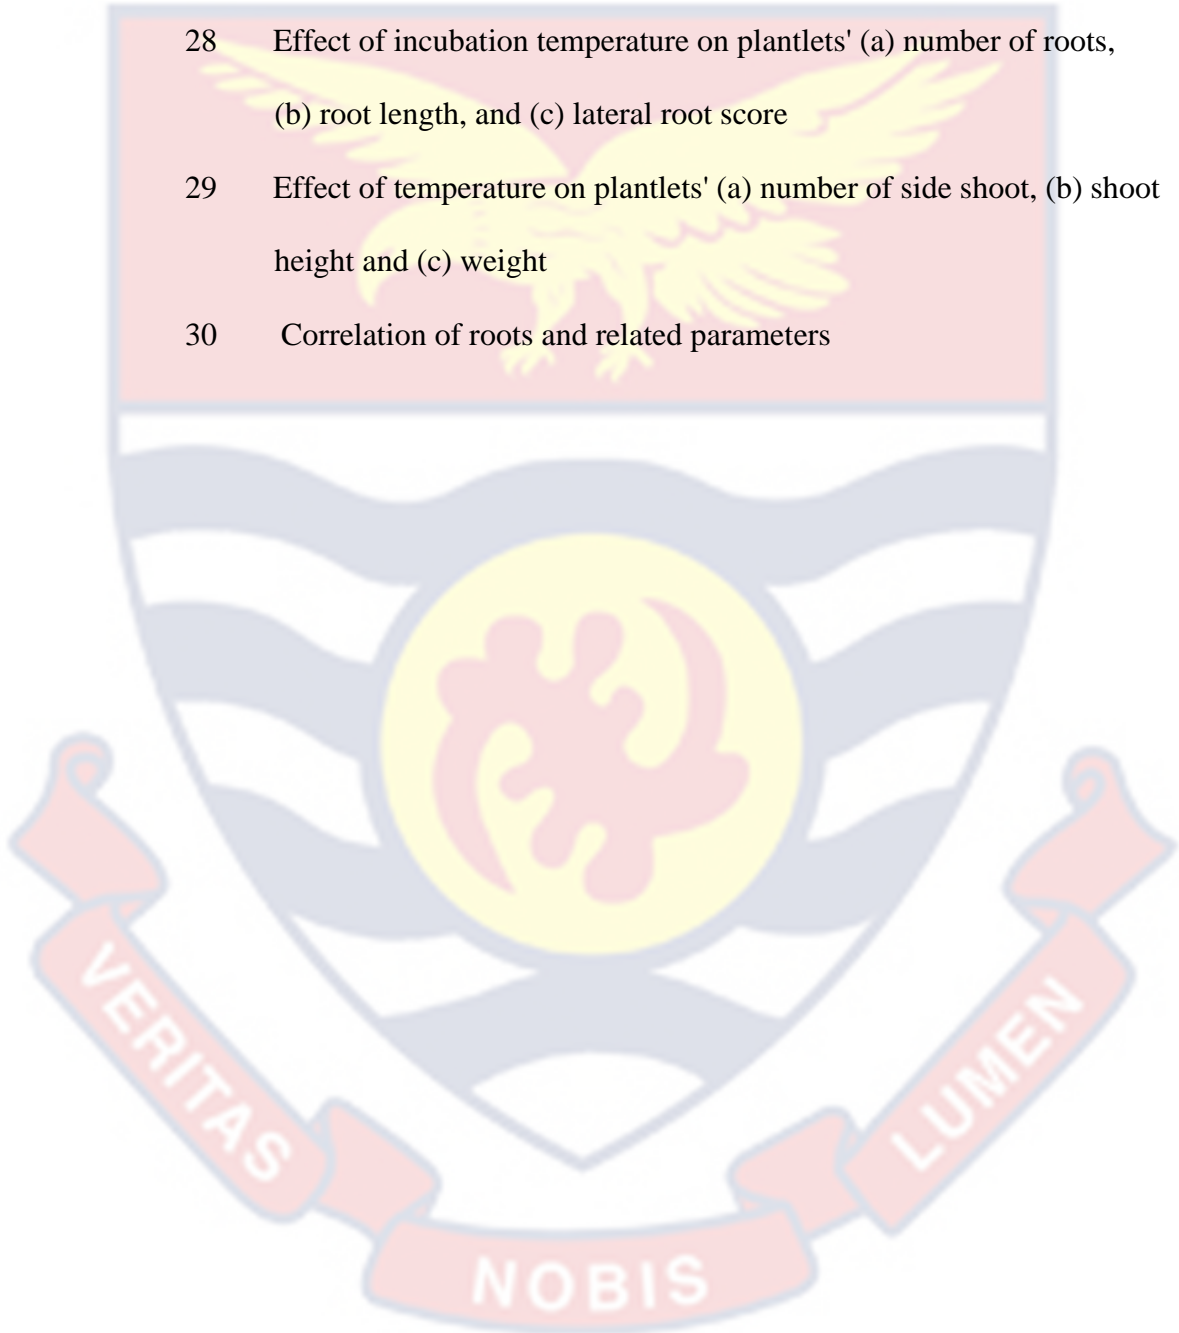 28 Effect of incubation temperature on plantlets' (a) number of roots,
(b) root length, and (c) lateral root score
29 Effect of temperature on plantlets' (a) number of side shoot, (b) shoot
height and (c) weight
30 Correlation of roots and related parameters
VERITAS
NOBIS
LUMEN